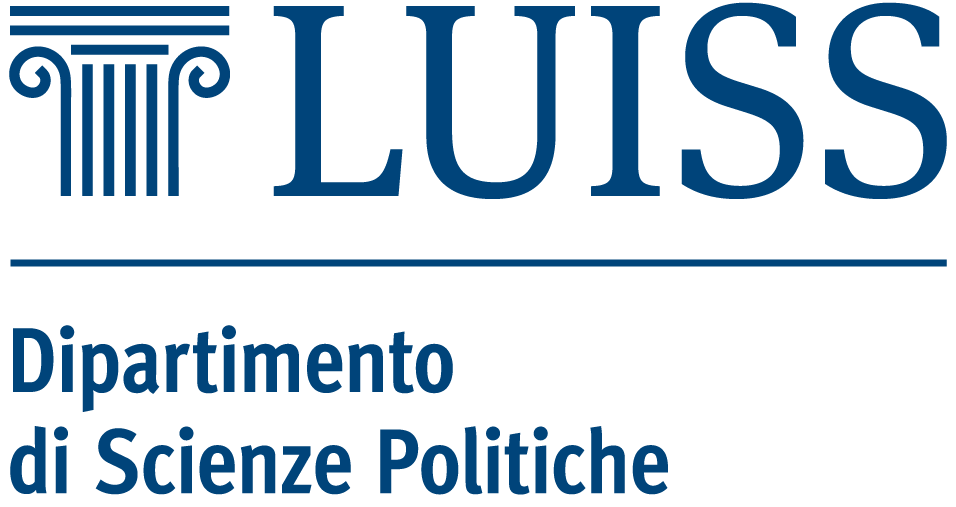 LUISS
Dipartimento
di Scienze Politiche